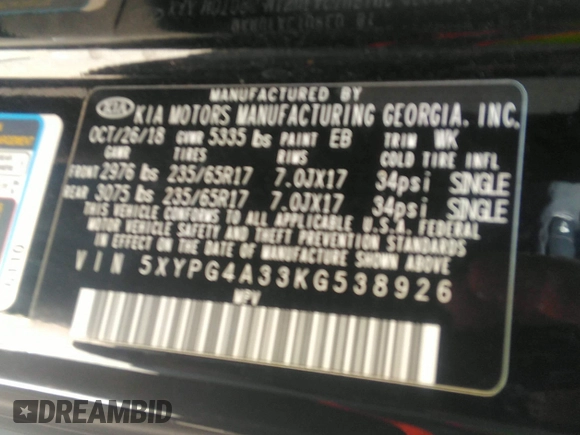 MANUFACTURED BY
KIA KIA MOTORS MANUFACTURING GEORGIA, INC.
OCT/26/18 GVWR 5335 lbs PAINT EB TRIM WK
GAWR TIRES RIMS COLD TIRE INFL
FRONT 2976 lbs 235/65R17 7.0JX17 34psi SINGLE
REAR 3075 lbs 235/65R17 7.0JX17 34psi SINGLE
THIS VEHICLE CONFORMS TO ALL APPLICABLE U.S.A. FEDERAL
MOTOR VEHICLE SAFETY AND THEFT PREVENTION STANDARDS
IN EFFECT ON THE DATE OF MANUFACTURE SHOWN ABOVE
VIN 5XYPG4A33KG538926
MPV
DREAMBID